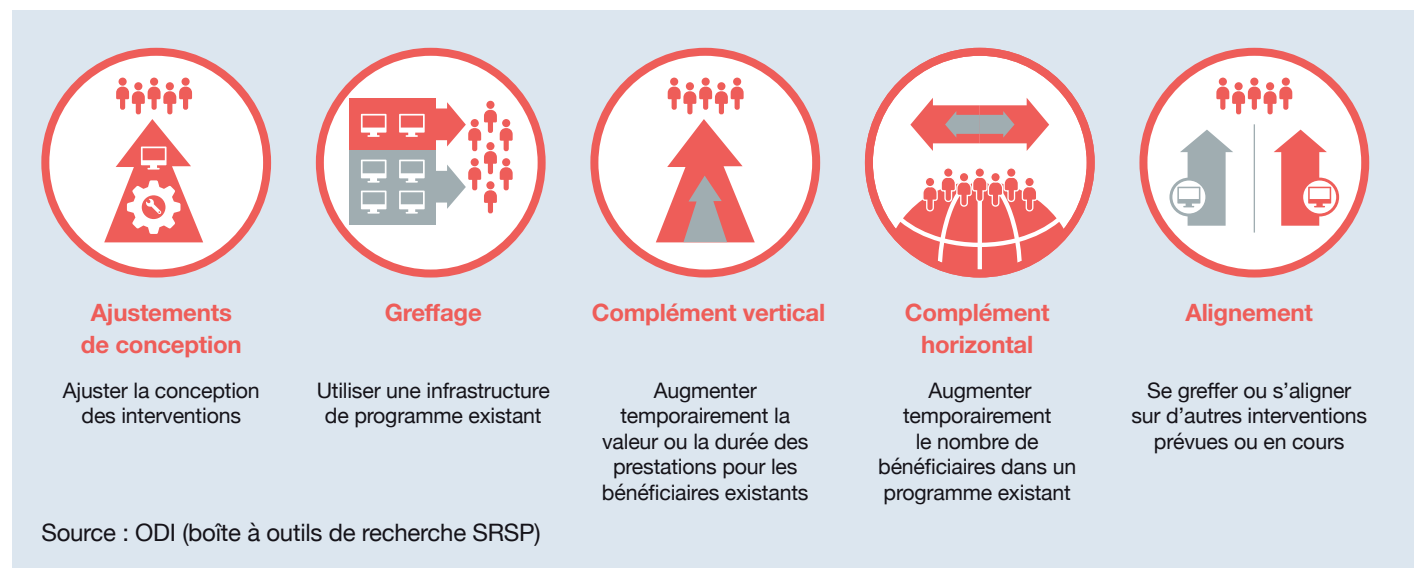 Ajustements
de conception
Ajuster la conception
des interventions
Greffage
Utiliser une infrastructure
de programme existant
Complément vertical
Augmenter
temporairement la
valeur ou la durée des
prestations pour les
bénéficiaires existants
Complément
horizontal
Augmenter
temporairement
le nombre de
bénéficiaires dans un
programme existant
Alignement
Se greffer ou s’aligner
sur d’autres interventions
prévues ou en cours
Source : ODI (boîte à outils de recherche SRSP)